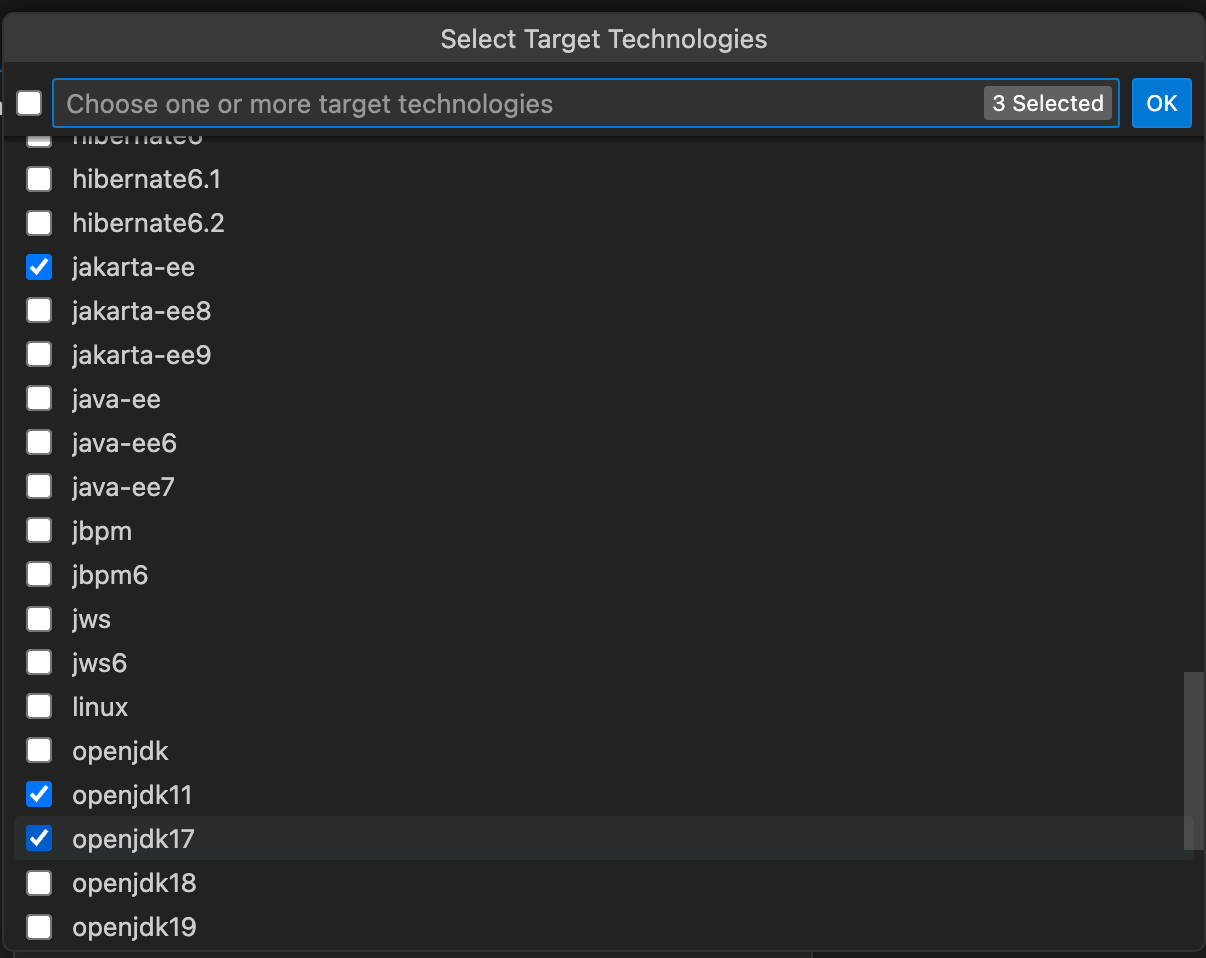 Select Target Technologies
Choose one or more target technologies
3 Selected
OK
hibernate6
hibernate6.1
hibernate6.2
jakarta-ee
jakarta-ee8
jakarta-ee9
java-ee
java-ee6
java-ee7
jbpm
jbpm6
jws
jws6
linux
openjdk
openjdk11
openjdk17
openjdk18
openjdk19